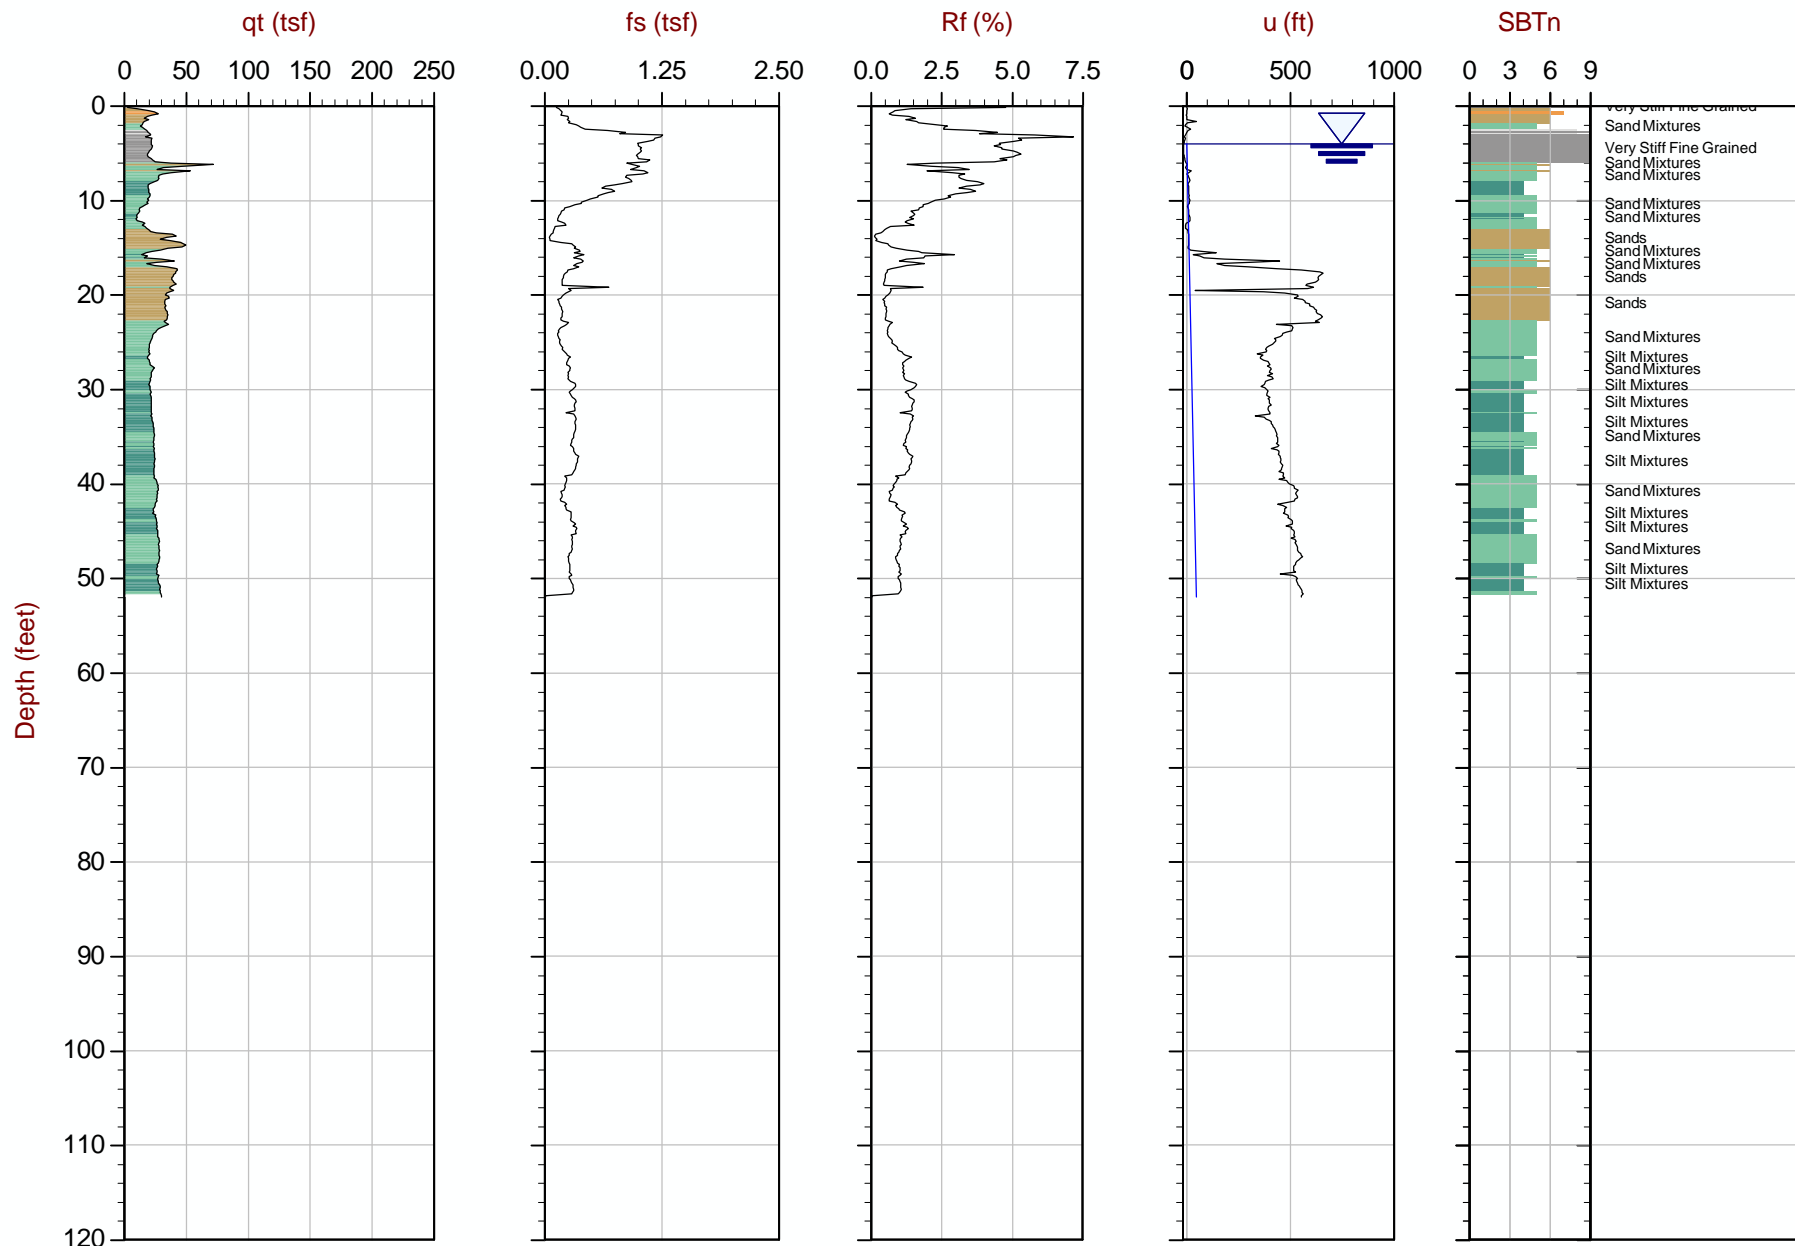 qt (tsf) fs (tsf) Rf (%) u (ft) SBTn
0 50 100 150 200 250 0.00 1.25 2.50 0.0 2.5 5.0 7.5 0 500 1000 0 3 6 9
0
10
20
30
40
50
60
70
80
90
100
110
120
Depth (feet)
Very Stiff Fine Grained
Sand Mixtures
Very Stiff Fine Grained
Sand Mixtures
Sand Mixtures
Sand Mixtures
Sand Mixtures
Sands
Sand Mixtures
Sand Mixtures
Sands
Sands
Sand Mixtures
Silt Mixtures
Sand Mixtures
Silt Mixtures
Silt Mixtures
Silt Mixtures
Sand Mixtures
Silt Mixtures
Sand Mixtures
Silt Mixtures
Silt Mixtures
Sand Mixtures
Silt Mixtures
Silt Mixtures